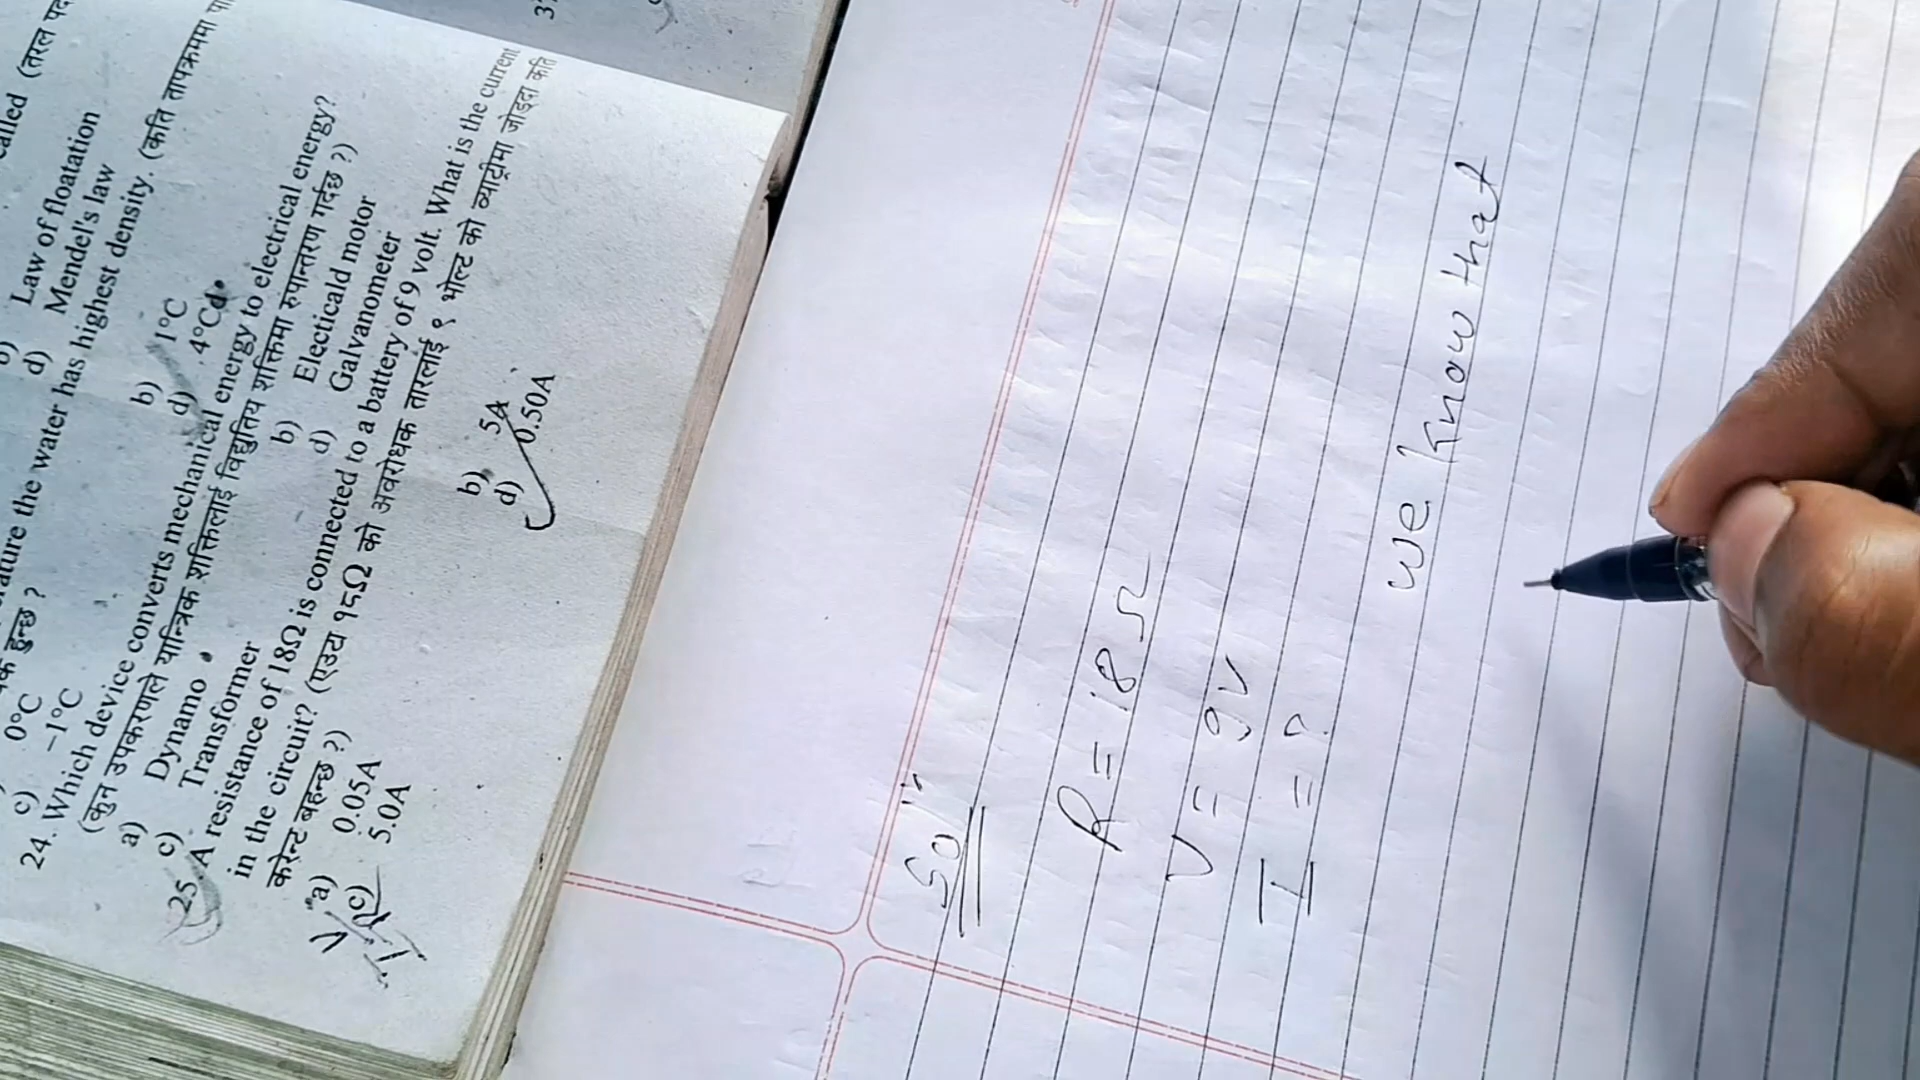 called (तरल
Law of floatation
d) Mendel's law
ature the water has highest density. (कति तापक्रममा
हुन्छ ?
0°C
b) 1°C
c) –1°C
d) 4°C
24. Which device converts mechanical energy to electrical energy?
(कुन उपकरणले यान्त्रिक शक्तिलाई विद्युतिय शक्तिमा रुपान्तरण गर्दछ ?)
a) Dynamo
b) Electicald motor
c) Transformer
d) Galvanometer
25. A resistance of 18Ω is connected to a battery of 9 volt. What is the current
in the circuit? (एउटा १८Ω को अवरोधक तारलाई ९ भोल्ट को ब्याट्रीमा जोड्दा कति
करेन्ट बहन्छ ?)
a) 0.05A
b) 5A
c) 5.0A
d) 0.50A
So
R = 18 Ω
V = 9V
I = ?
We know that